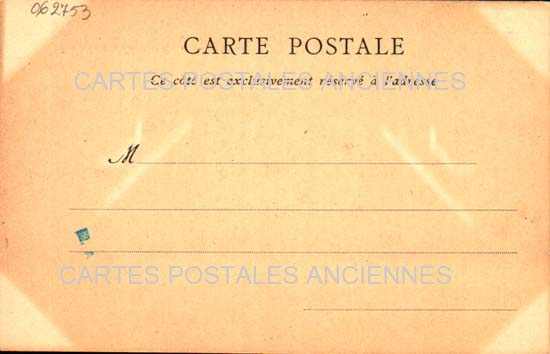 062753
CARTE POSTALE
CARTES POSTALES ANCIENNES
Ce côté est exclusivement réservé à l'adresse
M
CARTES POSTALES ANCIENNES